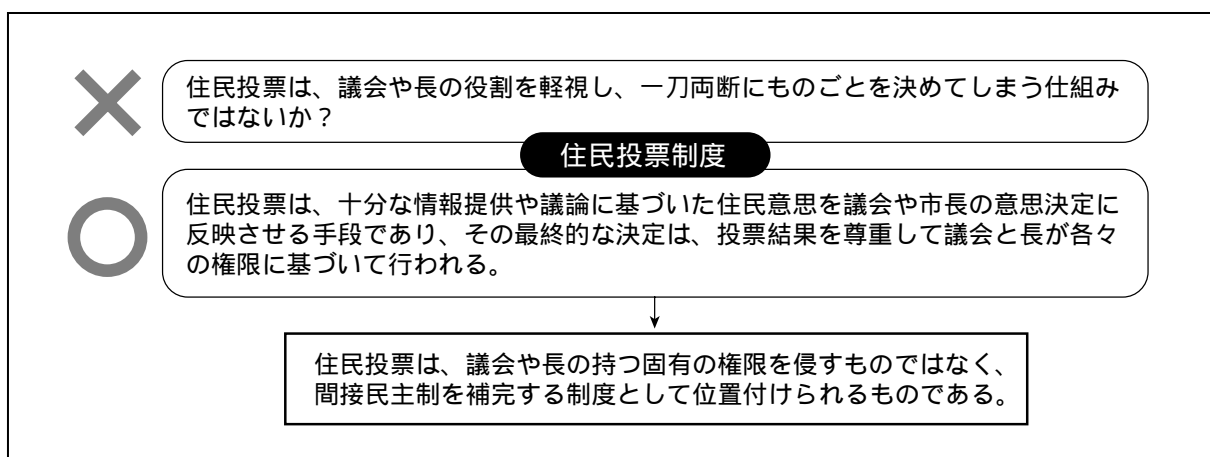 住民投票は、議会や長の役割を軽視し、一刀両断にものごとを決めてしまう仕組み
ではないか？
住民投票制度
住民投票は、十分な情報提供や議論に基づいた住民意思を議会や市長の意思決定に
反映させる手段であり、その最終的な決定は、投票結果を尊重して議会と長が各々
の権限に基づいて行われる。
住民投票は、議会や長の持つ固有の権限を侵すものではなく、
間接民主制を補完する制度として位置付けられるものである。